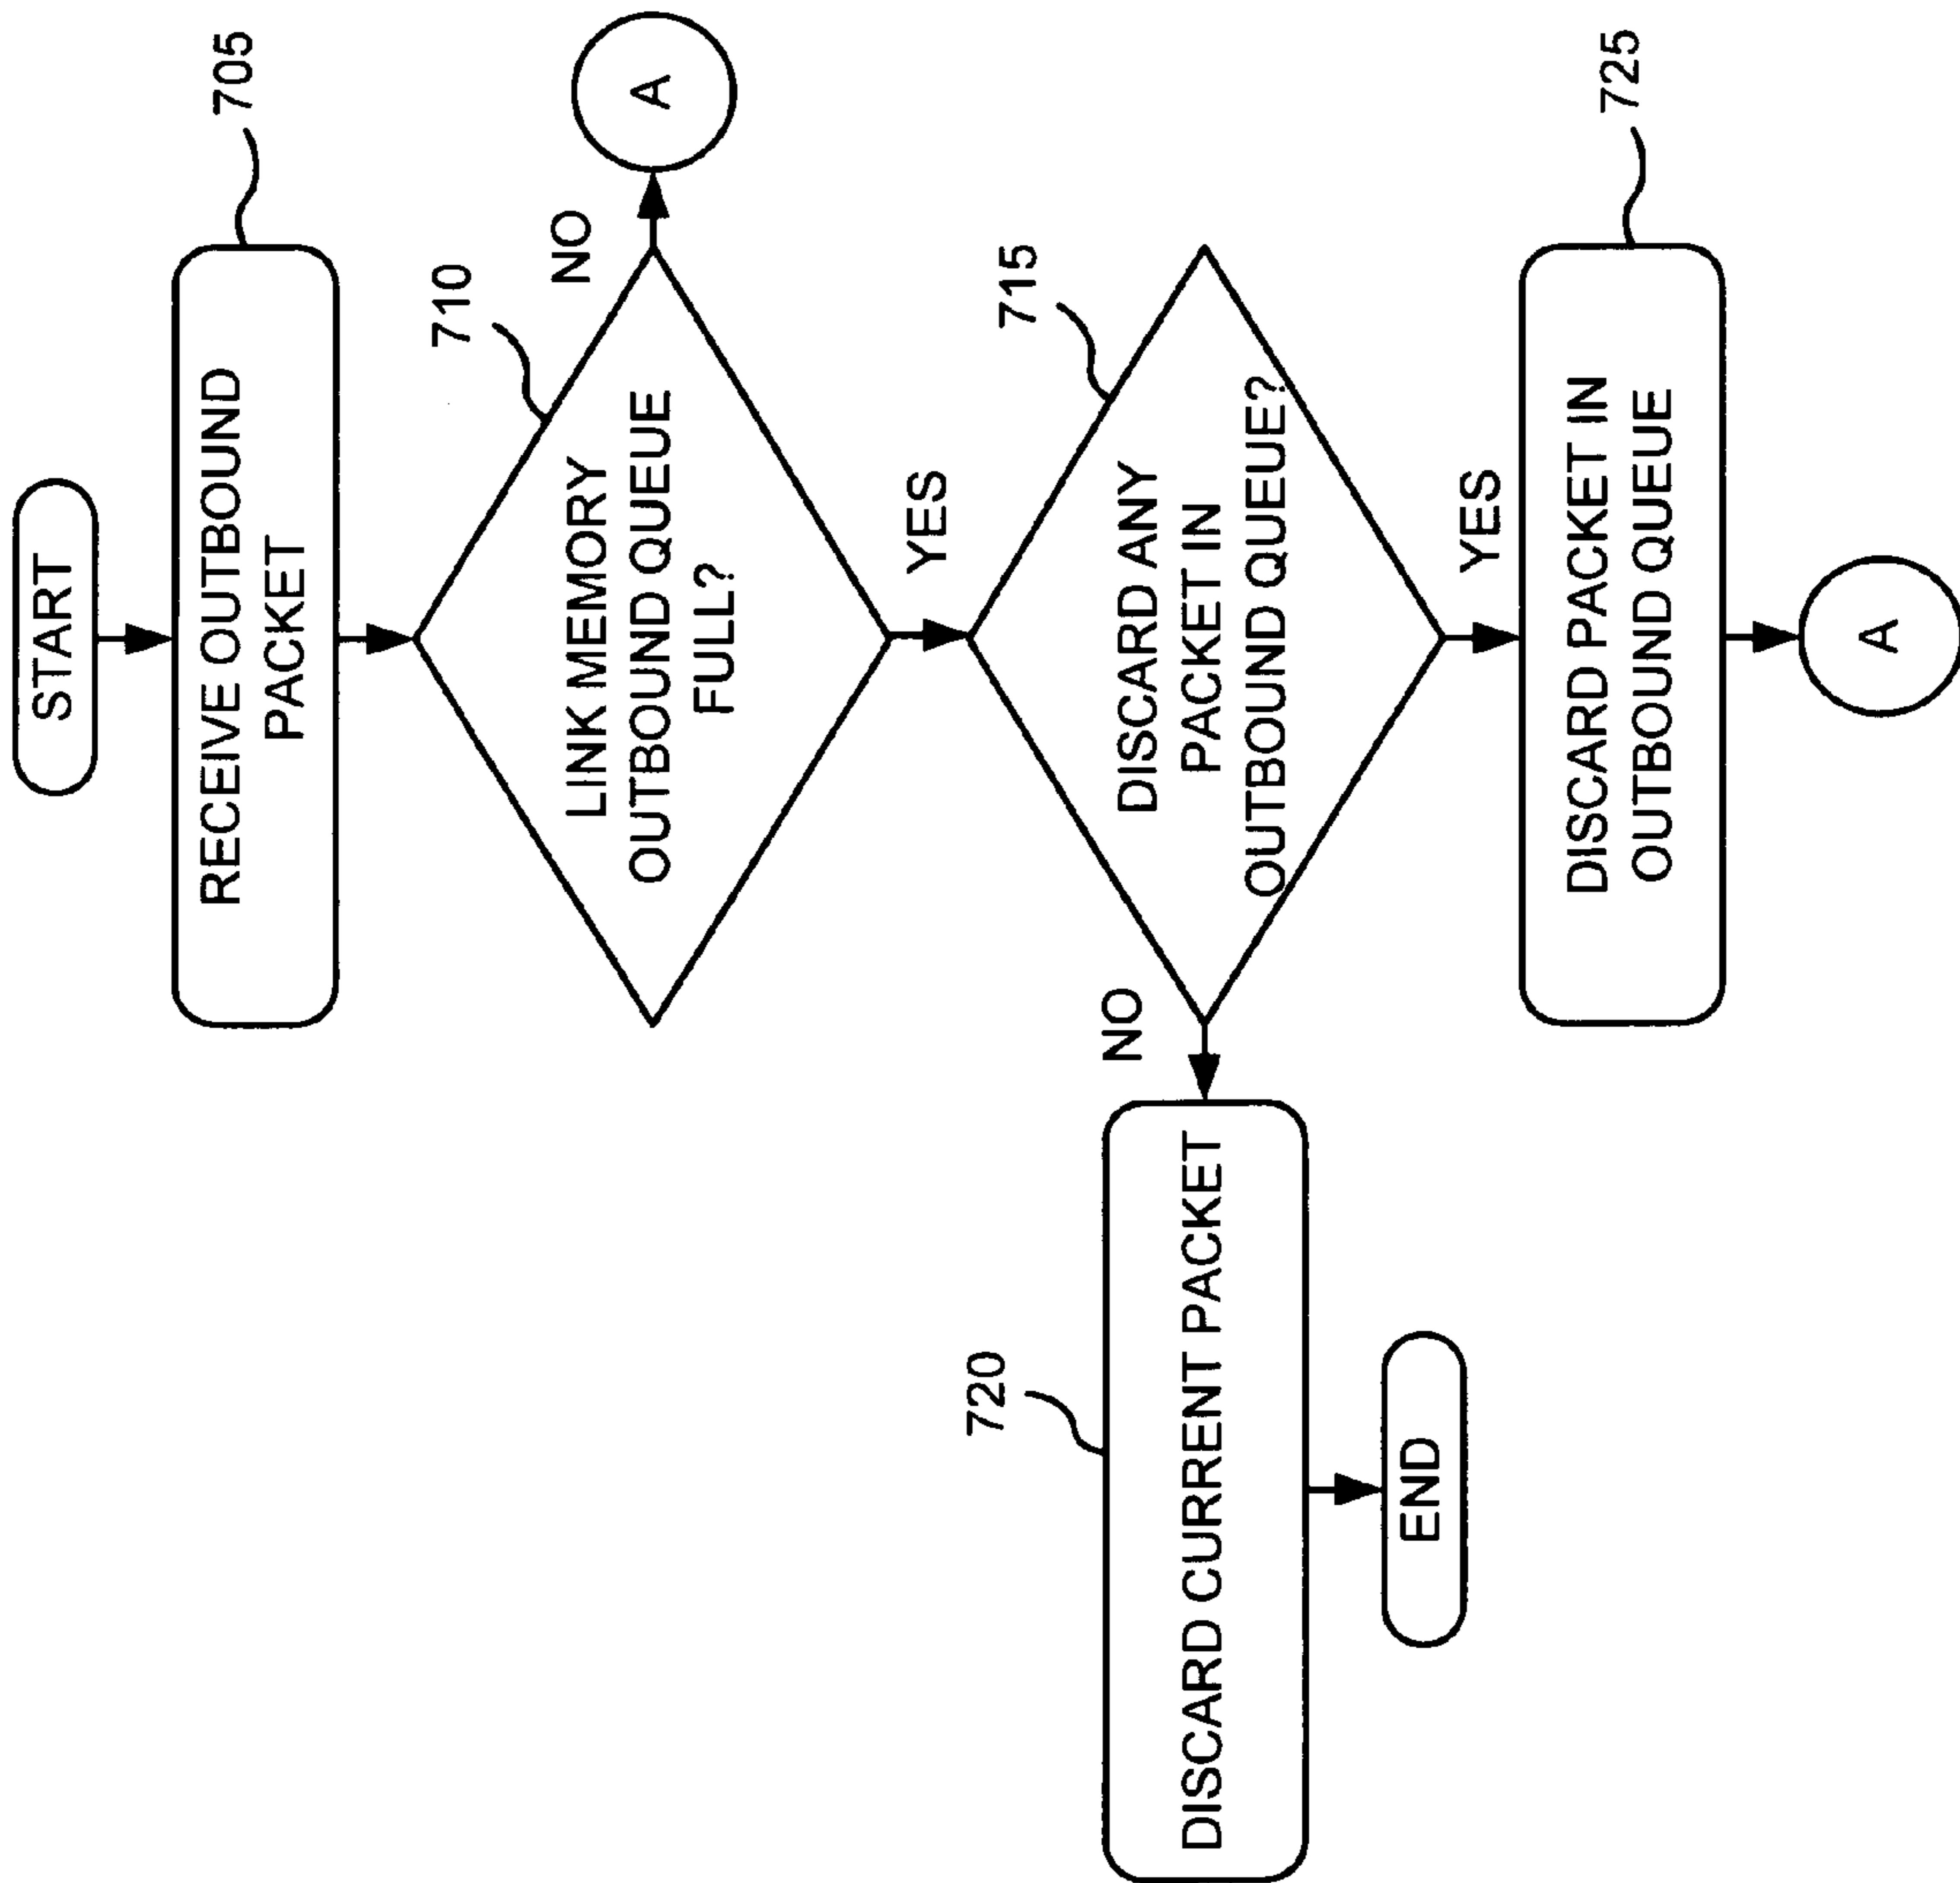 START
705
RECEIVE OUTBOUND
PACKET
710
LINK MEMORY
OUTBOUND QUEUE
FULL?
NO
A
YES
715
DISCARD ANY
PACKET IN
OUTBOUND QUEUE?
NO
720
DISCARD CURRENT PACKET
END
YES
725
DISCARD PACKET IN
OUTBOUND QUEUE
A